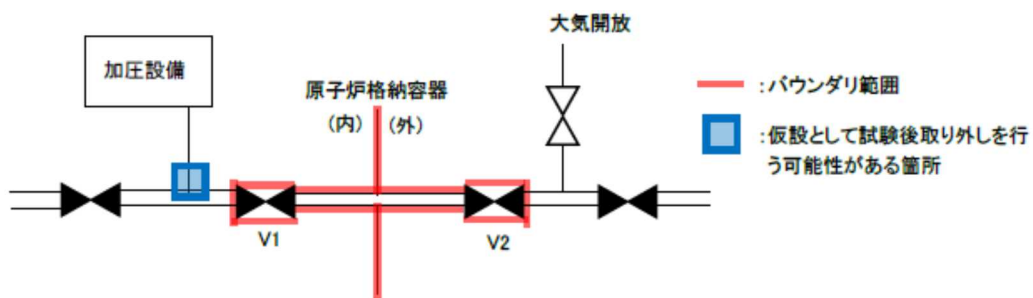 大気開放
加圧設備
原子炉格納容器
（内）
（外）
：バウンダリ範囲
：仮設として試験後取り外しを行
う可能性がある箇所
V1
V2